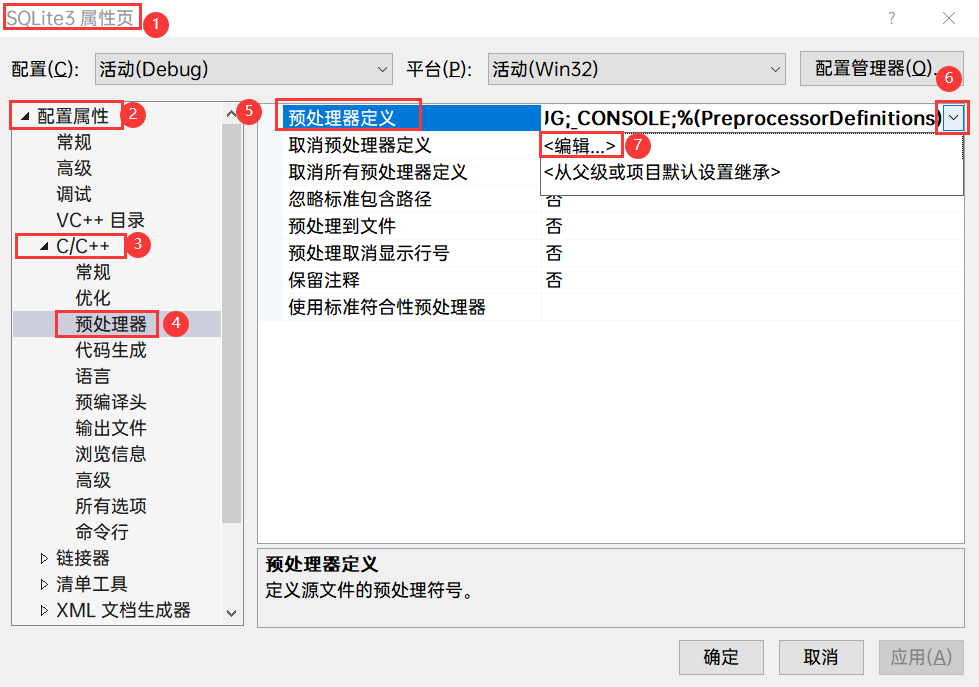 SQLite3 属性页
1
?
配置(C):
活动(Debug)
平台(P):
活动(Win32)
配置管理器(O)...
6
配置属性
2
5
常规
高级
调试
VC++ 目录
C/C++
3
常规
优化
预处理器
4
代码生成
语言
预编译头
输出文件
浏览信息
高级
所有选项
命令行
链接器
清单工具
XML 文档生成器
预处理器定义
JG;_CONSOLE;%(PreprocessorDefinitions)
取消预处理器定义
<编辑...>
7
取消所有预处理器定义
<从父级或项目默认设置继承>
忽略标准包含路径
否
预处理到文件
否
预处理取消显示行号
否
保留注释
否
使用标准符合性预处理器
预处理器定义
定义源文件的预处理符号。
确定
取消
应用(A)